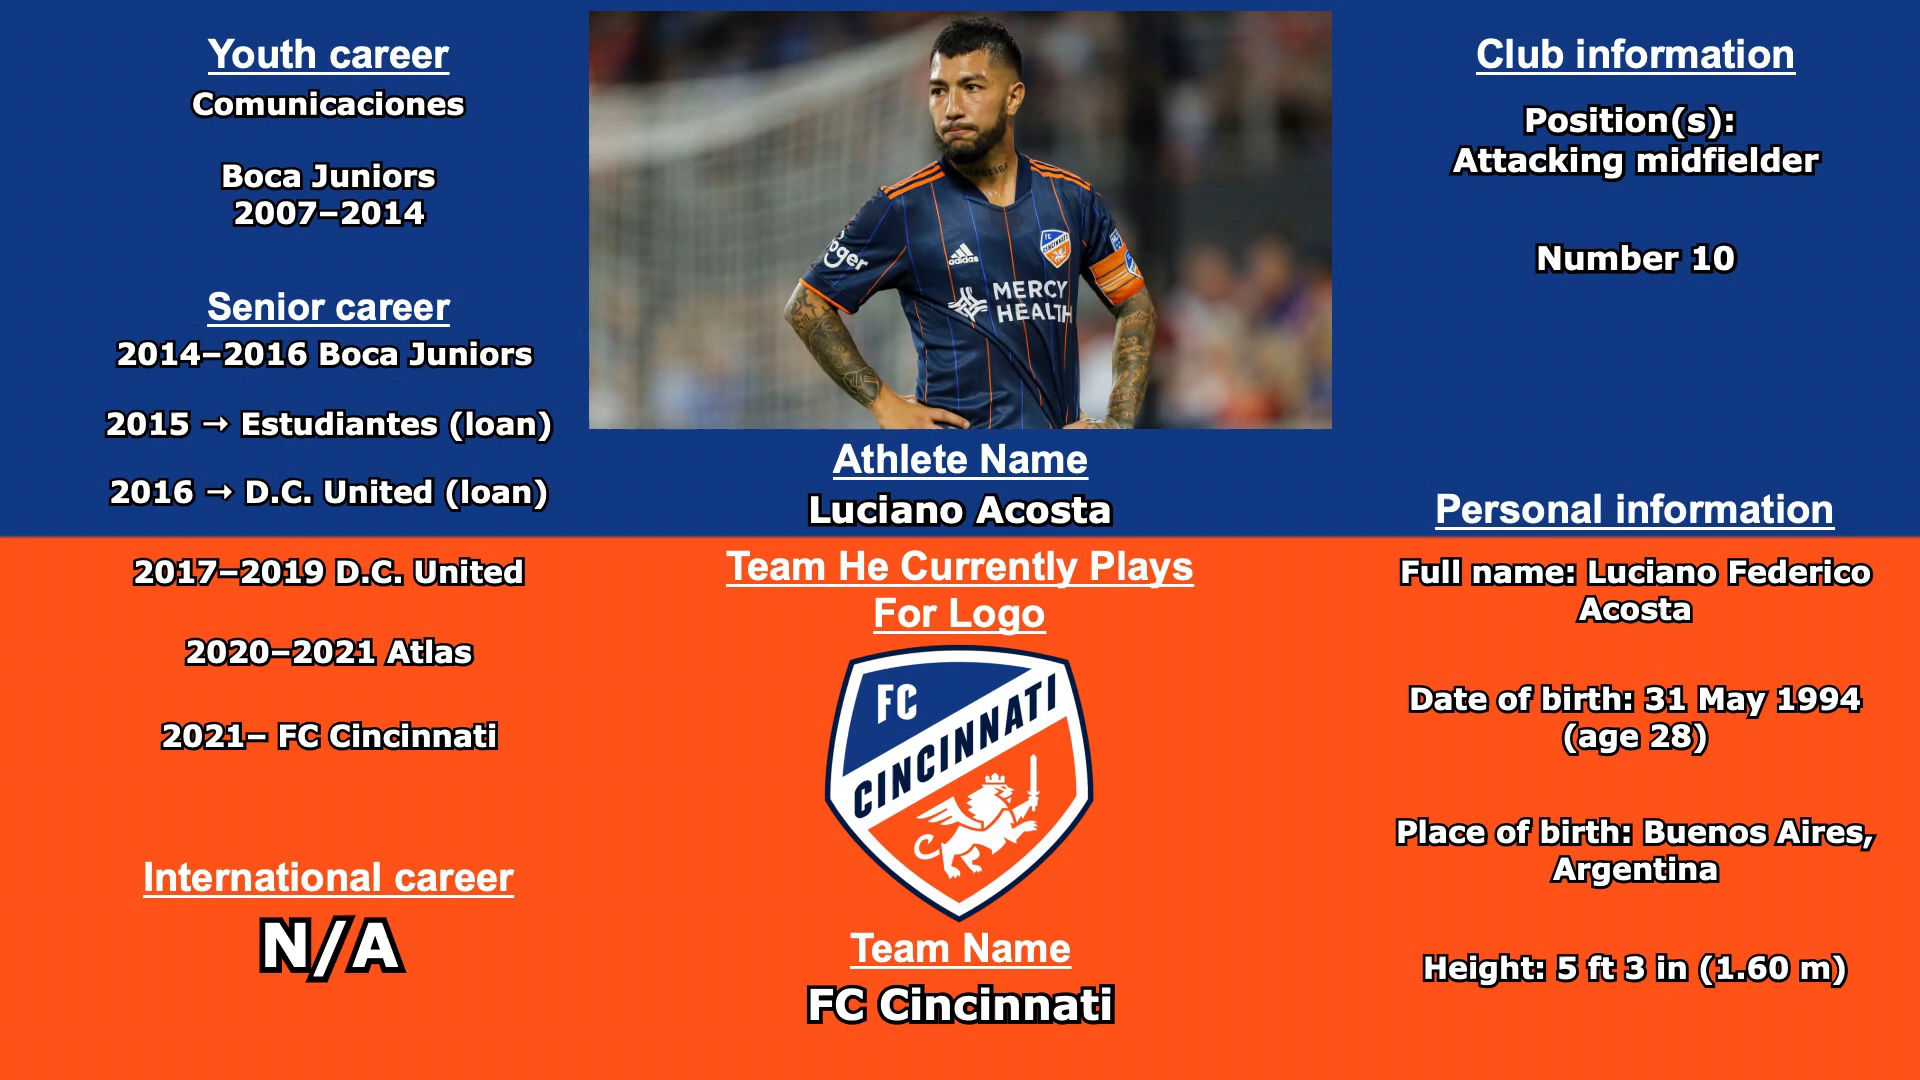 Youth career
Comunicaciones
Boca Juniors
2007–2014
Senior career
2014–2016 Boca Juniors
2015 → Estudiantes (loan)
2016 → D.C. United (loan)
2017–2019 D.C. United
2020–2021 Atlas
2021– FC Cincinnati
International career
N/A
adidas
FC
CINCINNATI
MERCY
HEALTH
Athlete Name
Luciano Acosta
Team He Currently Plays
For Logo
FC
CINCINNATI
Team Name
FC Cincinnati
Club information
Position(s):
Attacking midfielder
Number 10
Personal information
Full name: Luciano Federico
Acosta
Date of birth: 31 May 1994
(age 28)
Place of birth: Buenos Aires,
Argentina
Height: 5 ft 3 in (1.60 m)